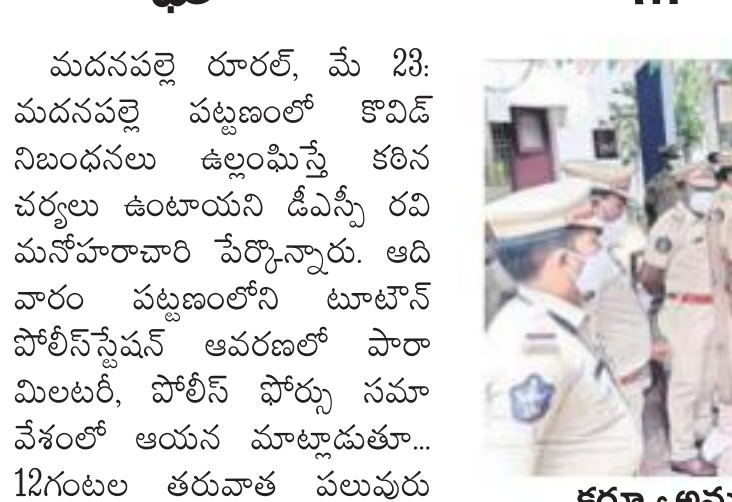 మదనపల్లె రూరల్, మే 23:
మదనపల్లె పట్టణంలో కొవిడ్
నిబంధనలు ఉల్లంఘిస్తే కఠిన
చర్యలు ఉంటాయని డీఎస్పీ రవి
మనోహరాచారి పేర్కొన్నారు. ఆది
వారం పట్టణంలోని టూటౌన్
పోలీస్‌స్టేషన్ ఆవరణలో పారా
మిలటరీ, పోలీస్ ఫోర్సు సమా
వేశంలో ఆయన మాట్లాడుతూ...
12గంటల తరువాత పలువురు